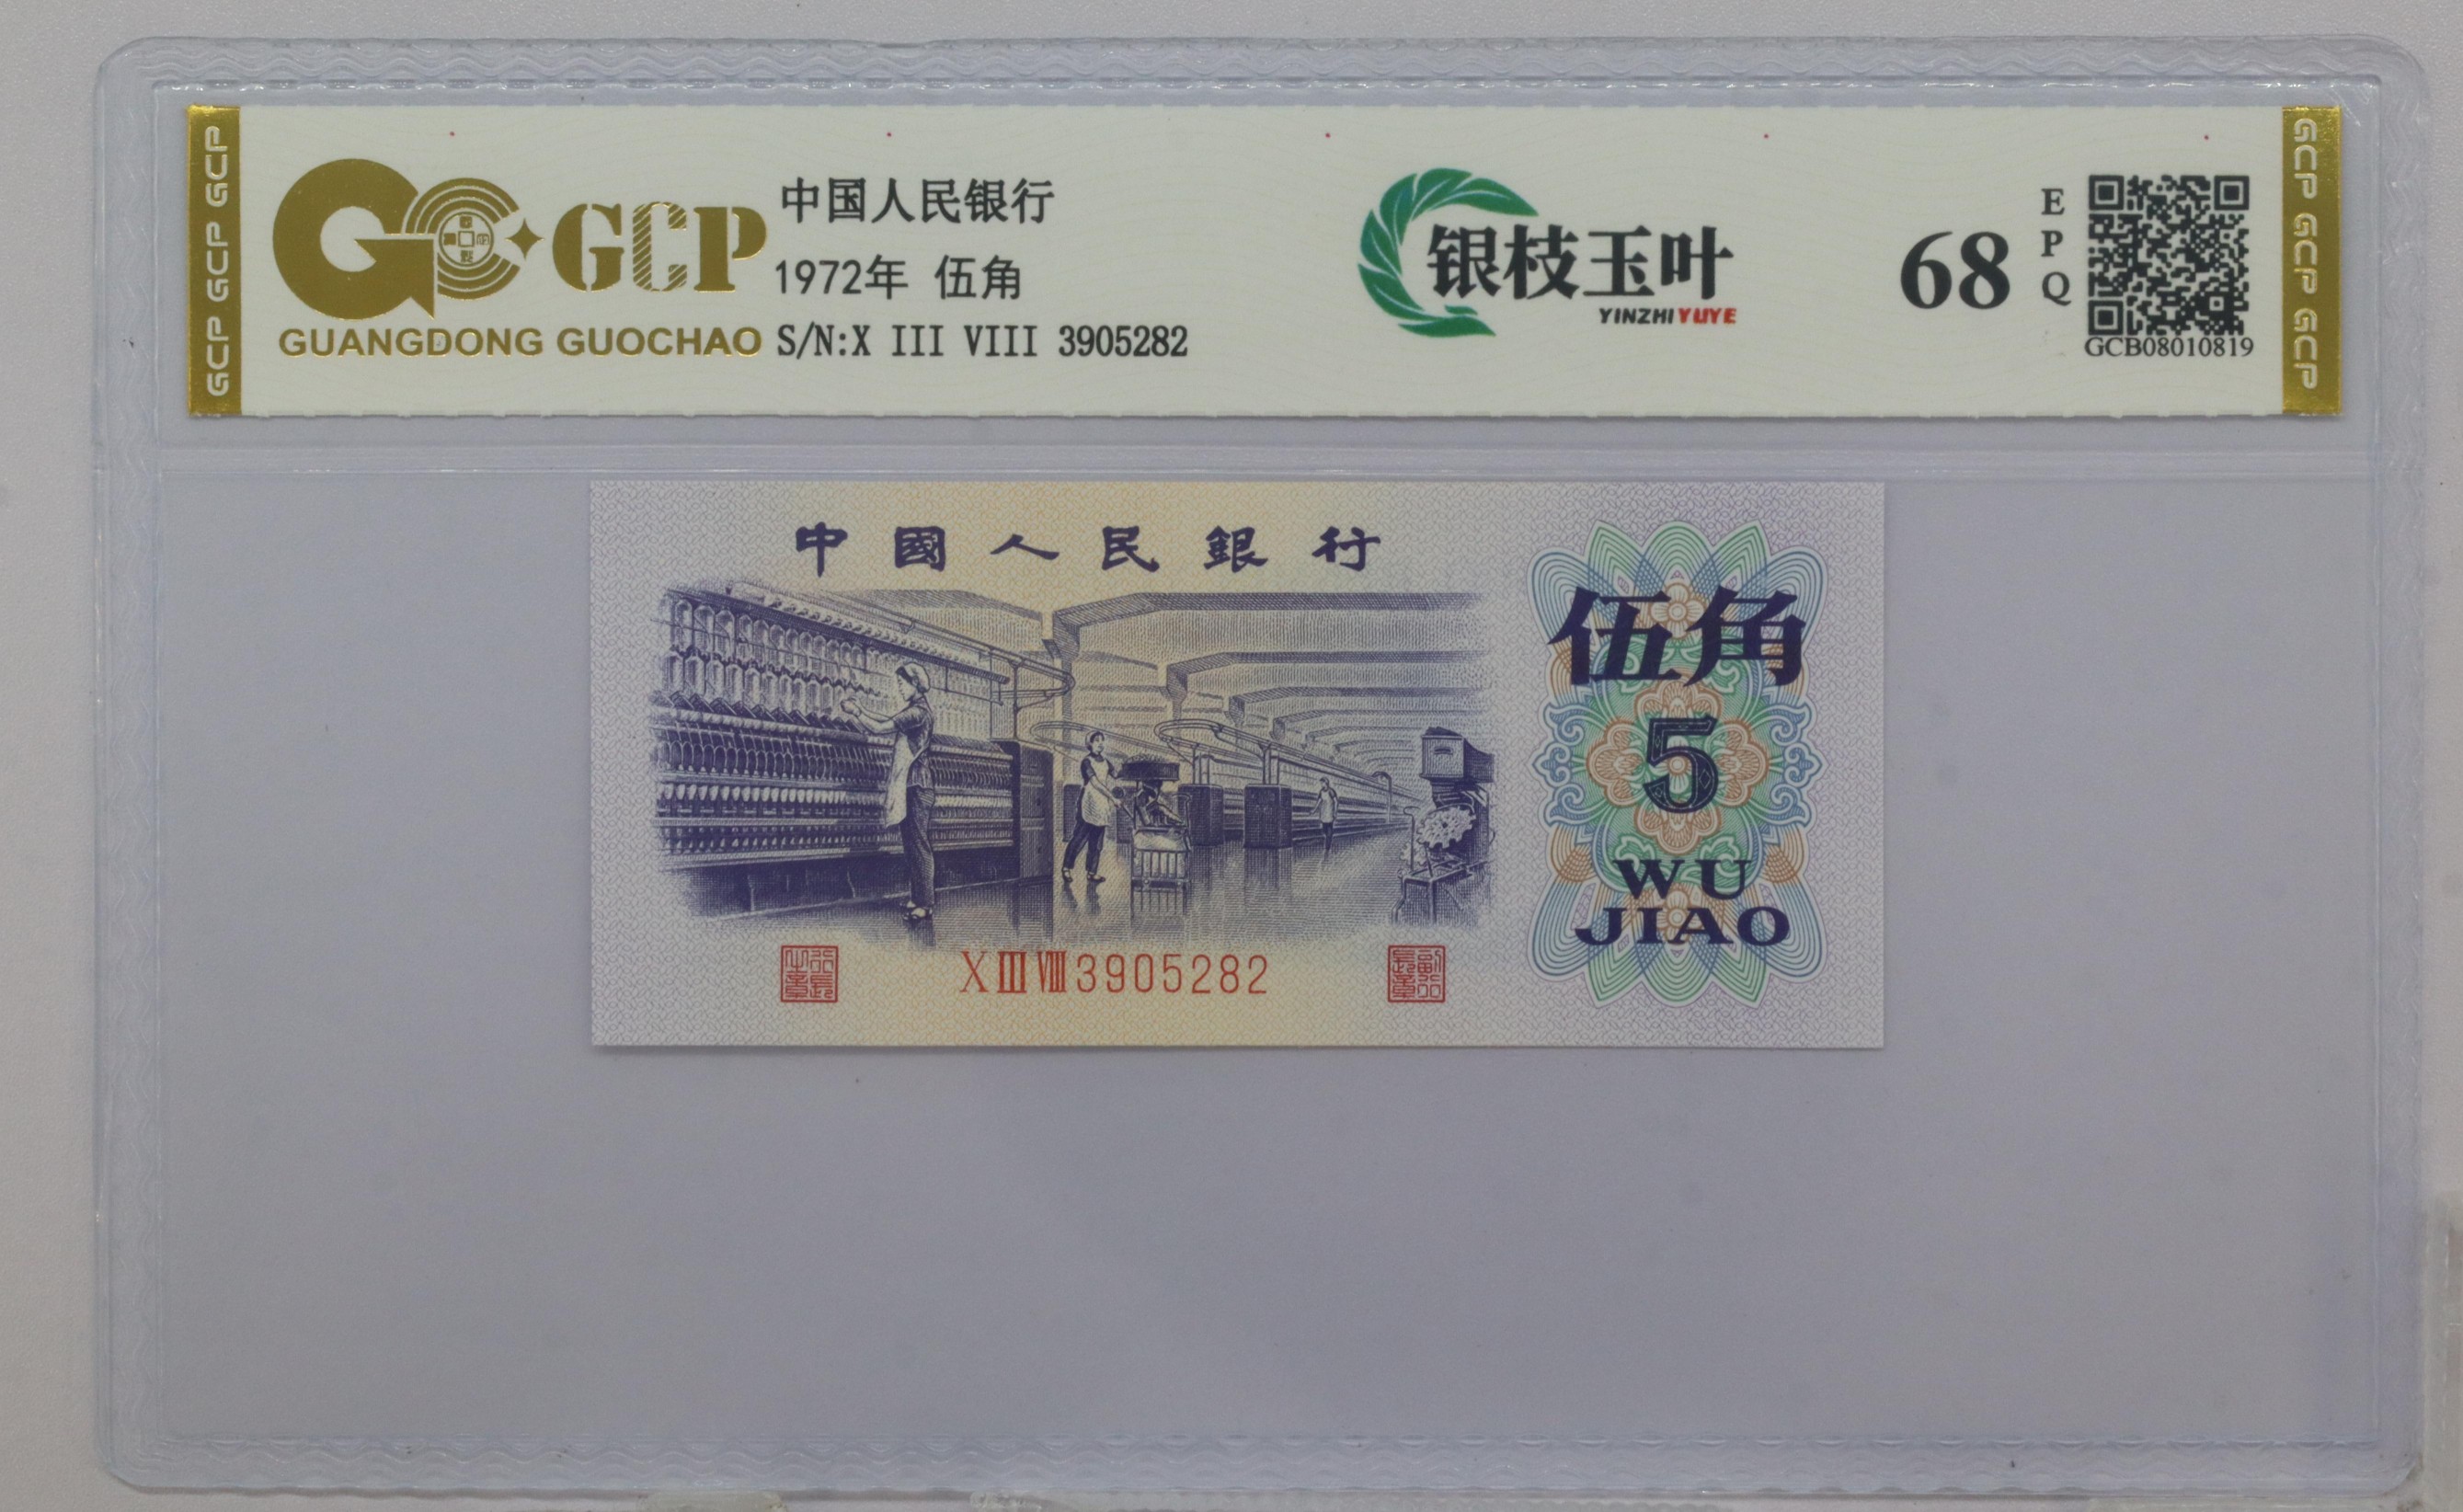 GCP GCP GCP
GCP
GUANGDONG GUOCHAO
中国人民银行
1972年 伍角
S/N:X III VIII 3905282
银枝玉叶
YINZHI YUYE
68
EPQ
GCB08010819
GCP GCP GCP
中國人民銀行
伍角
5
WU
JIAO
X III VIII 3905282